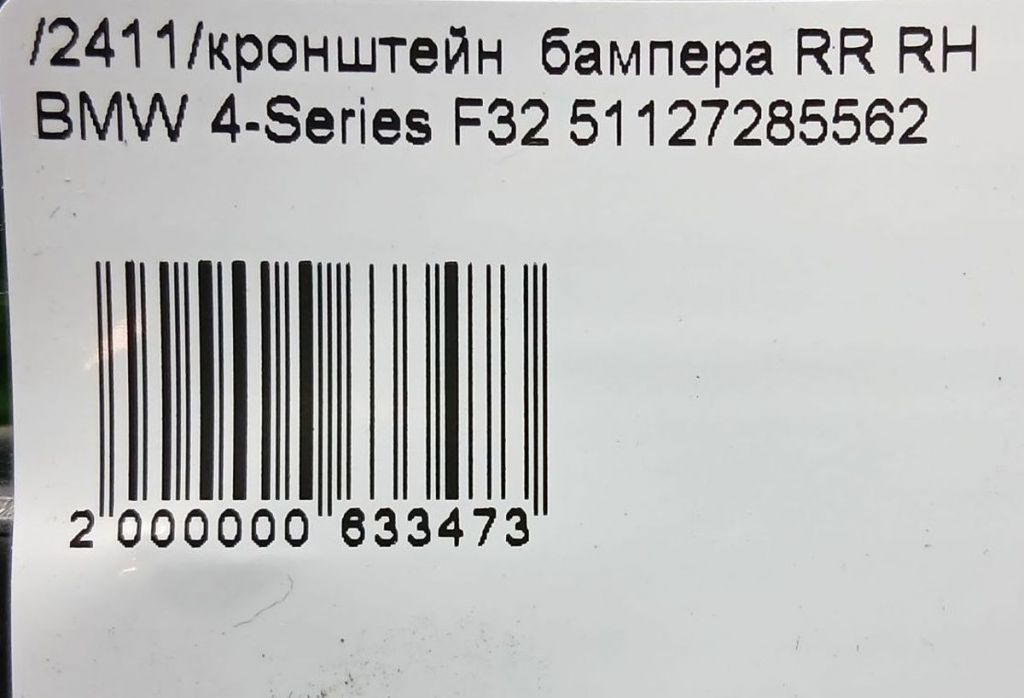 /2411/кронштейн бампера RR RH
BMW 4-Series F32 51127285562
2 000000 633473